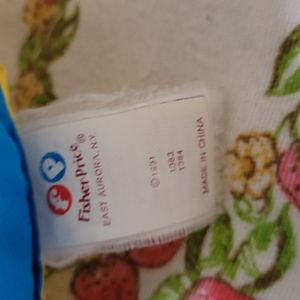 F P
Fisher-Price®
EAST AURORA, N.Y.
© 1991
1383
1384
MADE IN CHINA